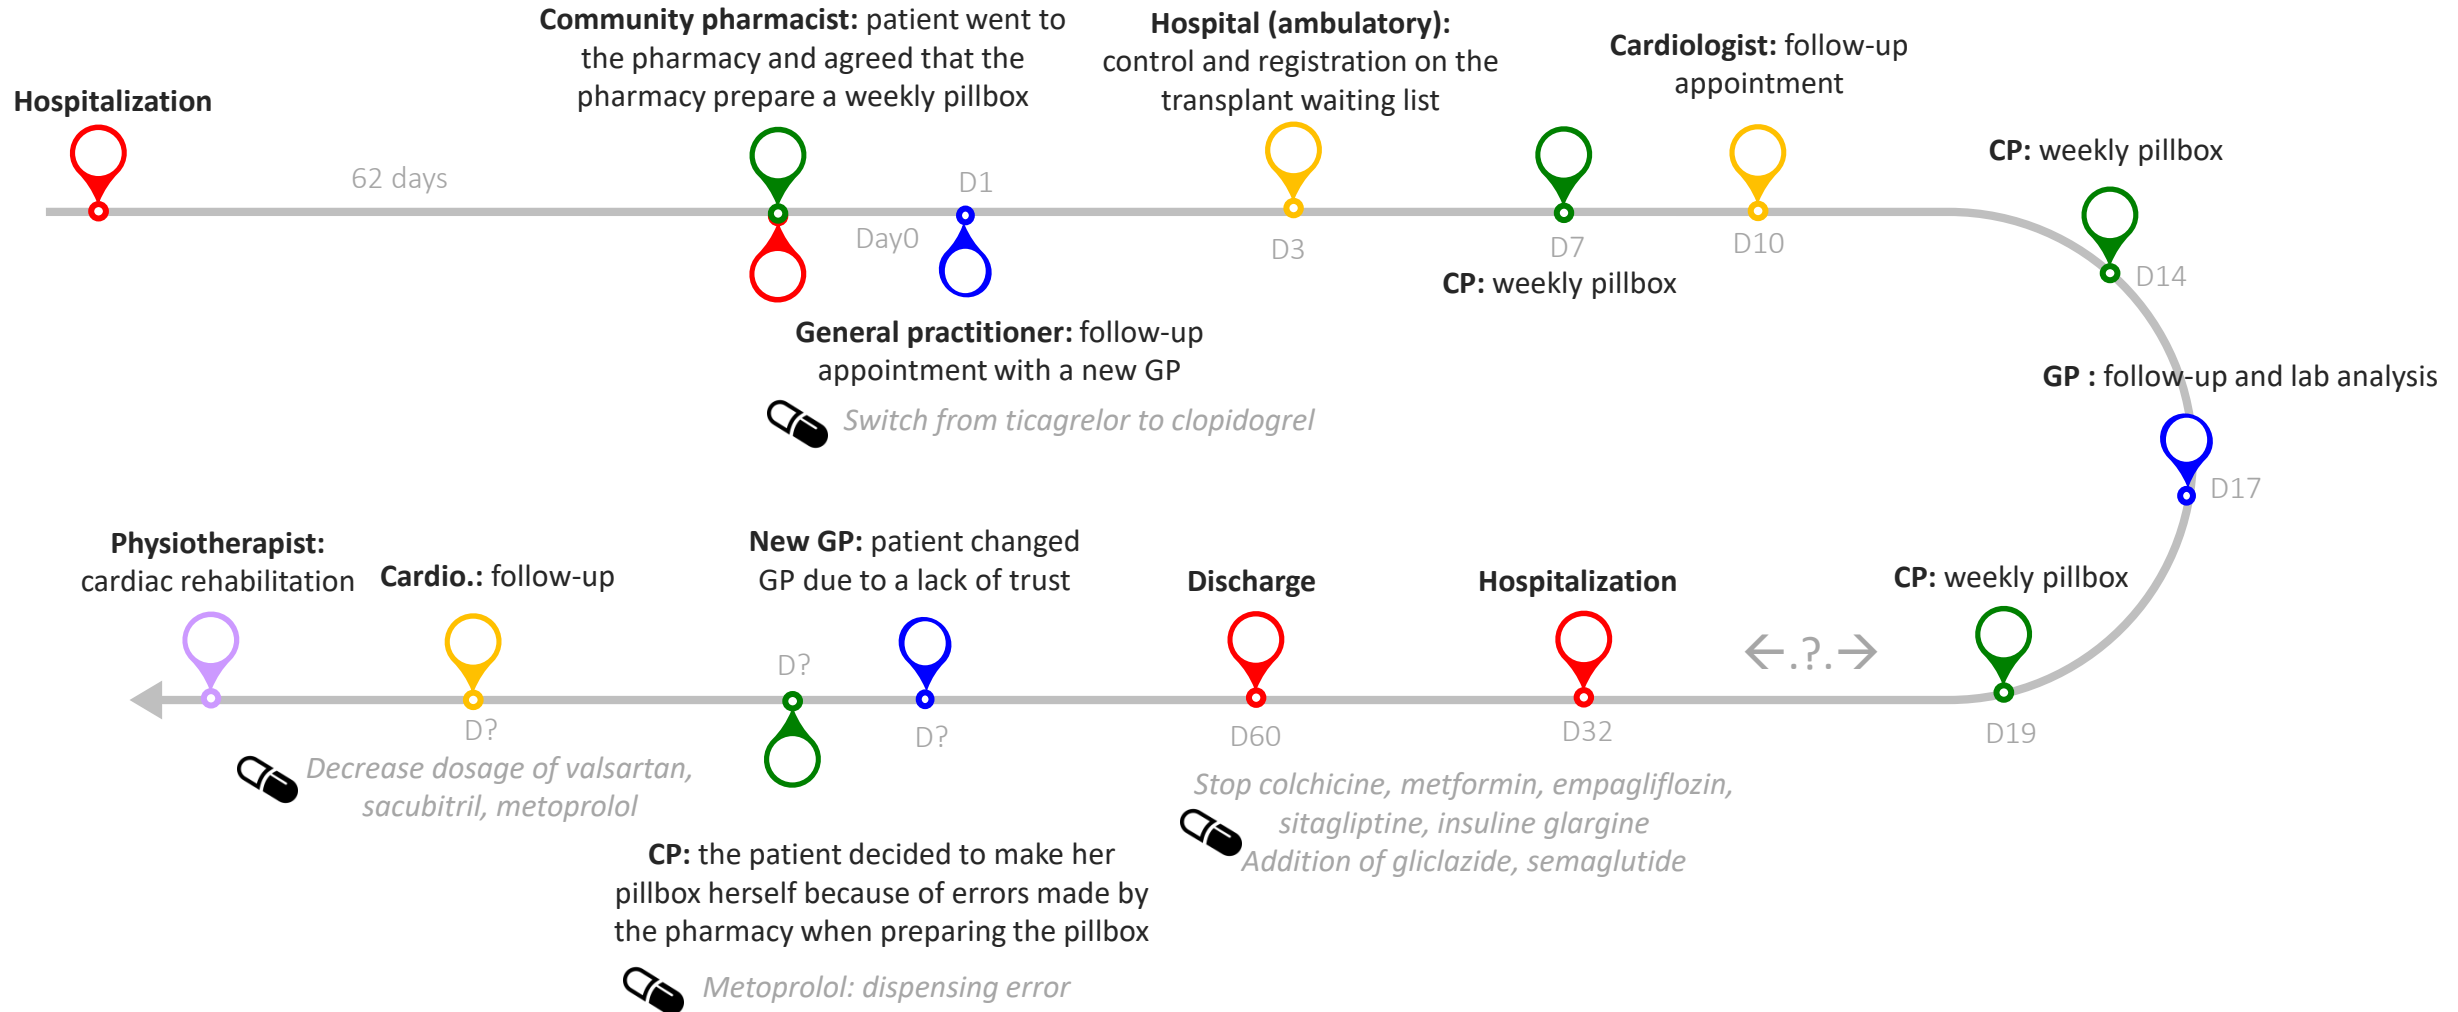 Hospitalization
62 days
Community pharmacist: patient went to
the pharmacy and agreed that the
pharmacy prepare a weekly pillbox
Day0
D1
General practitioner: follow-up
appointment with a new GP
Switch from ticagrelor to clopidogrel
Hospital (ambulatory):
control and registration on the
transplant waiting list
D3
D7
CP: weekly pillbox
Cardiologist: follow-up
appointment
D10
CP: weekly pillbox
D14
GP : follow-up and lab analysis
D17
CP: weekly pillbox
D19
←.?.→
Hospitalization
D32
Discharge
D60
Stop colchicine, metformin, empagliflozin,
sitagliptine, insuline glargine
Addition of gliclazide, semaglutide
New GP: patient changed
GP due to a lack of trust
D?
D?
CP: the patient decided to make her
pillbox herself because of errors made by
the pharmacy when preparing the pillbox
Metoprolol: dispensing error
Cardio.: follow-up
D?
Decrease dosage of valsartan,
sacubitril, metoprolol
Physiotherapist:
cardiac rehabilitation